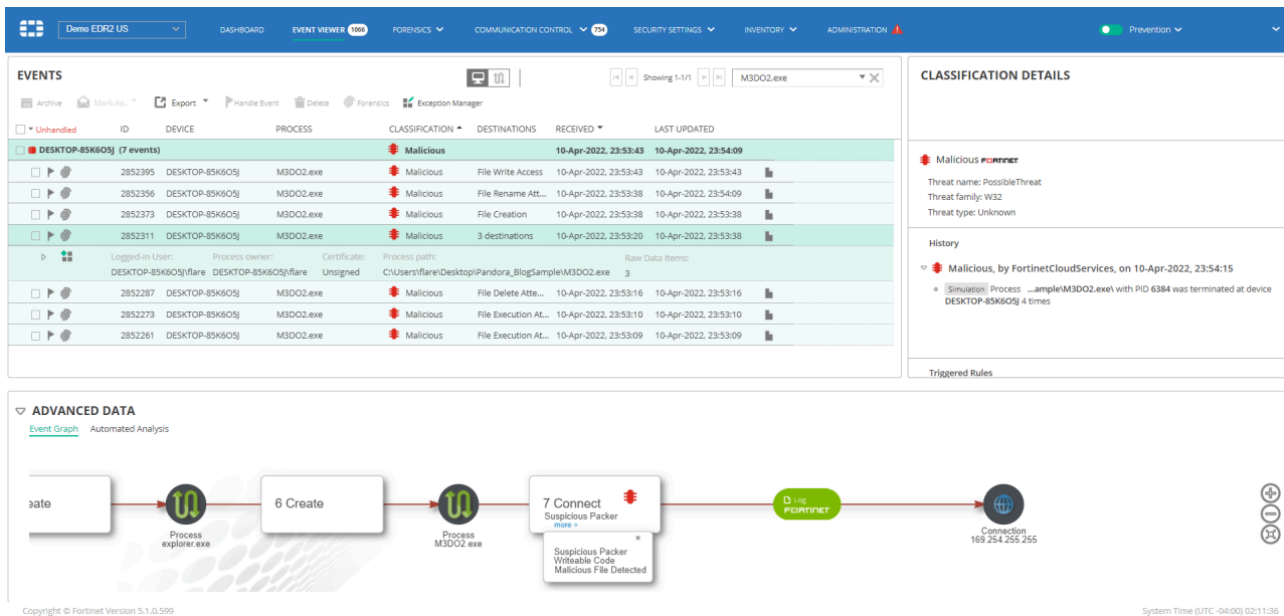 Demo EDR2 US
DASHBOARD
EVENT VIEWER 1066
FORENSICS
COMMUNICATION CONTROL 754
SECURITY SETTINGS
INVENTORY
ADMINISTRATION
Prevention
EVENTS
Showing 1-1/1
M3DO2.exe
Archive Mark As... Export Handle Event Delete Forensics Exception Manager
Unhandled ID DEVICE PROCESS CLASSIFICATION DESTINATIONS RECEIVED LAST UPDATED
DESKTOP-85K6O5J (7 events) Malicious 10-Apr-2022, 23:53:43 10-Apr-2022, 23:54:09
2852395 DESKTOP-85K6O5J M3DO2.exe Malicious File Write Access 10-Apr-2022, 23:53:43 10-Apr-2022, 23:53:43
2852356 DESKTOP-85K6O5J M3DO2.exe Malicious File Rename Att... 10-Apr-2022, 23:53:38 10-Apr-2022, 23:54:09
2852373 DESKTOP-85K6O5J M3DO2.exe Malicious File Creation 10-Apr-2022, 23:53:38 10-Apr-2022, 23:53:38
2852311 DESKTOP-85K6O5J M3DO2.exe Malicious 3 destinations 10-Apr-2022, 23:53:20 10-Apr-2022, 23:53:38
Logged-in User: Process owner: Certificate: Process path: Raw Data Items:
DESKTOP-85K6O5J\flare DESKTOP-85K6O5J\flare Unsigned C:\Users\flare\Desktop\Pandora_BlogSample\M3DO2.exe 3
2852287 DESKTOP-85K6O5J M3DO2.exe Malicious File Delete Atte... 10-Apr-2022, 23:53:16 10-Apr-2022, 23:53:16
2852273 DESKTOP-85K6O5J M3DO2.exe Malicious File Execution At... 10-Apr-2022, 23:53:10 10-Apr-2022, 23:53:10
2852261 DESKTOP-85K6O5J M3DO2.exe Malicious File Execution At... 10-Apr-2022, 23:53:09 10-Apr-2022, 23:53:09
CLASSIFICATION DETAILS
Malicious FORTINET
Threat name: PossibleThreat
Threat family: W32
Threat type: Unknown
History
Malicious, by FortinetCloudServices, on 10-Apr-2022, 23:54:15
Simulation Process ...ample\M3DO2.exe\ with PID 6384 was terminated at device
DESKTOP-85K6O5J 4 times
Triggered Rules
ADVANCED DATA
Event Graph Automated Analysis
eate
Process
explorer.exe
6 Create
Process
M3DO2.exe
7 Connect
Suspicious Packer
more >
Suspicious Packer
Writeable Code
Malicious File Detected
Log
FORTINET
Connection
169.254.255.255
Copyright © Fortinet Version 5.1.0.599
System Time (UTC -04:00) 02:11:36